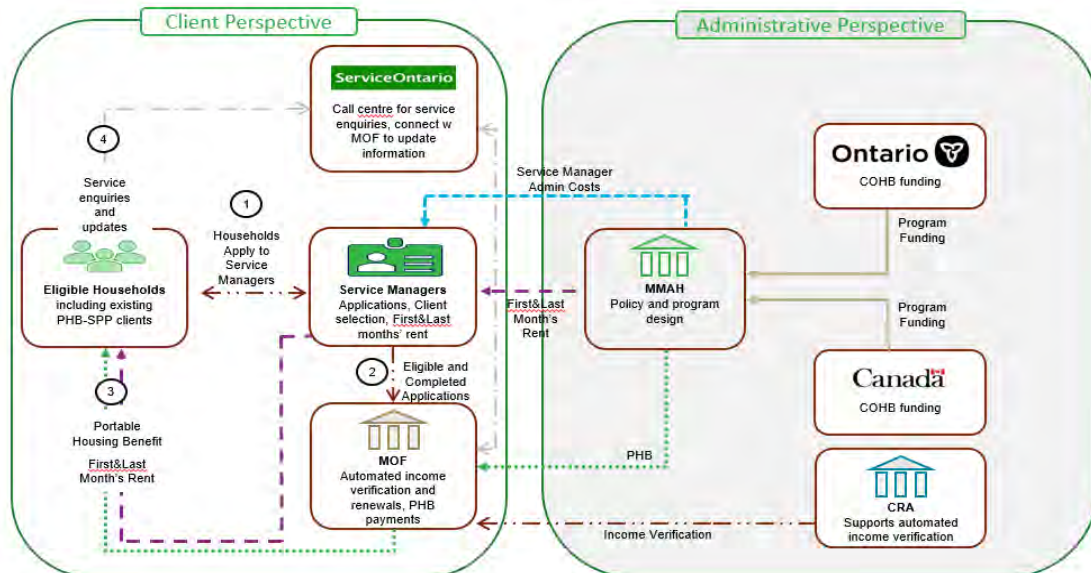 Client Perspective
Administrative Perspective
ServiceOntario
Call centre for service
enquiries, connect w
MOF to update
information
4
Service
enquiries
and
updates
1
Households
Apply to
Service
Managers
Eligible Households
including existing
PHB-SPP clients
Service Managers
Applications, Client
selection, First&Last
months' rent
Service Manager
Admin Costs
First&Last
Month's
Rent
MMAH
Policy and program
design
Ontario
COHB funding
Program
Funding
Program
Funding
Canada
COHB funding
2
Eligible and
Completed
Applications
3
Portable
Housing Benefit
First&Last
Month's Rent
MOF
Automated income
verification and
renewals, PHB
payments
PHB
Income Verification
CRA
Supports automated
income verification